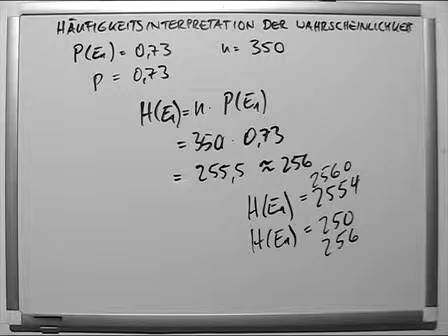 HÄUFIGKEITSINTERPRETATION DER WAHRSCHEINLICHKEIT
P(E₁) = 0,73 n = 350
p = 0,73
H(E₁) = n · P(E₁)
= 350 · 0,73
= 255,5 ≈ 256
2560
H(E₁) = 2554
H(E₁) = 250
256